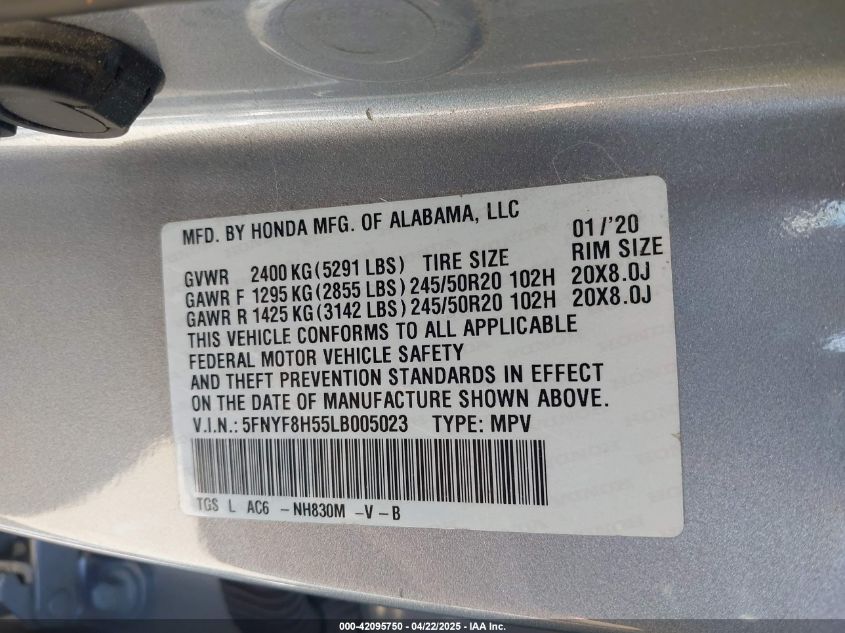 MFD. BY HONDA MFG. OF ALABAMA, LLC 01/'20
GVWR 2400 KG (5291 LBS) TIRE SIZE RIM SIZE
GAWR F 1295 KG (2855 LBS) 245/50R20 102H 20X8.0J
GAWR R 1425 KG (3142 LBS) 245/50R20 102H 20X8.0J
THIS VEHICLE CONFORMS TO ALL APPLICABLE
FEDERAL MOTOR VEHICLE SAFETY
AND THEFT PREVENTION STANDARDS IN EFFECT
ON THE DATE OF MANUFACTURE SHOWN ABOVE.
V.I.N.: 5FNYF8H55LB005023 TYPE: MPV
TGS L AC6 -NH830M -V-B
000-42095750 - 04/22/2025 - IAA Inc.